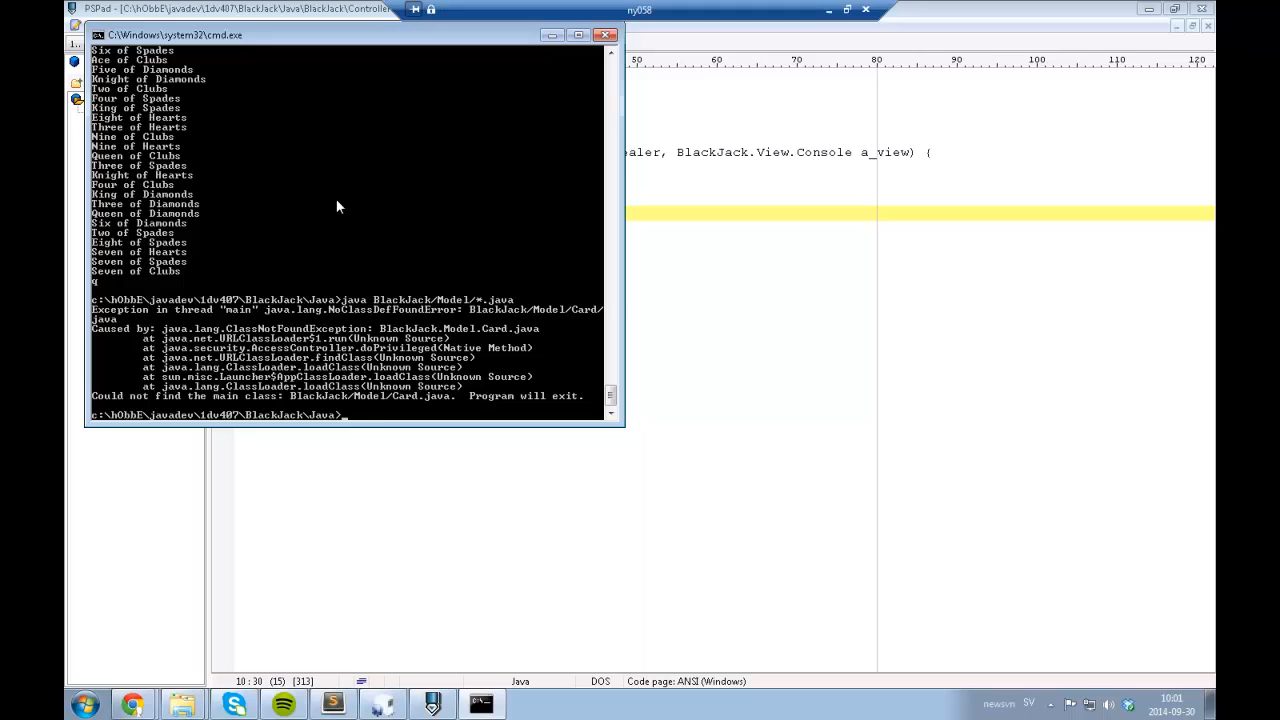 PSPad - [C:\hObbE\javadev\1dv407\BlackJack\Java\BlackJack\Controller
ny058
C:\Windows\system32\cmd.exe
1..
50 60 70 80 90 100 110 120
Six of Spades
Ace of Clubs
Five of Diamonds
Knight of Diamonds
Two of Clubs
Four of Spades
King of Spades
Eight of Hearts
Three of Hearts
Nine of Clubs
Nine of Hearts
Queen of Clubs
Three of Spades
Knight of Hearts
Four of Clubs
King of Diamonds
Three of Diamonds
Queen of Diamonds
Six of Diamonds
Two of Spades
Eight of Spades
Seven of Hearts
Seven of Spades
Seven of Clubs
q
c:\hObbE\javadev\1dv407\BlackJack\Java>java BlackJack/Model/*.java
Exception in thread "main" java.lang.NoClassDefFoundError: BlackJack/Model/Card/
java
Caused by: java.lang.ClassNotFoundException: BlackJack.Model.Card.java
at java.net.URLClassLoader$1.run(Unknown Source)
at java.security.AccessController.doPrivileged(Native Method)
at java.net.URLClassLoader.findClass(Unknown Source)
at java.lang.ClassLoader.loadClass(Unknown Source)
at sun.misc.Launcher$AppClassLoader.loadClass(Unknown Source)
at java.lang.ClassLoader.loadClass(Unknown Source)
Could not find the main class: BlackJack/Model/Card.java. Program will exit.
c:\hObbE\javadev\1dv407\BlackJack\Java>_
ealer, BlackJack.View.Console a_view) {
10 : 30 (15) [313]
Java
DOS
Code page: ANSI (Windows)
newsvn
SV
10:01
2014-09-30